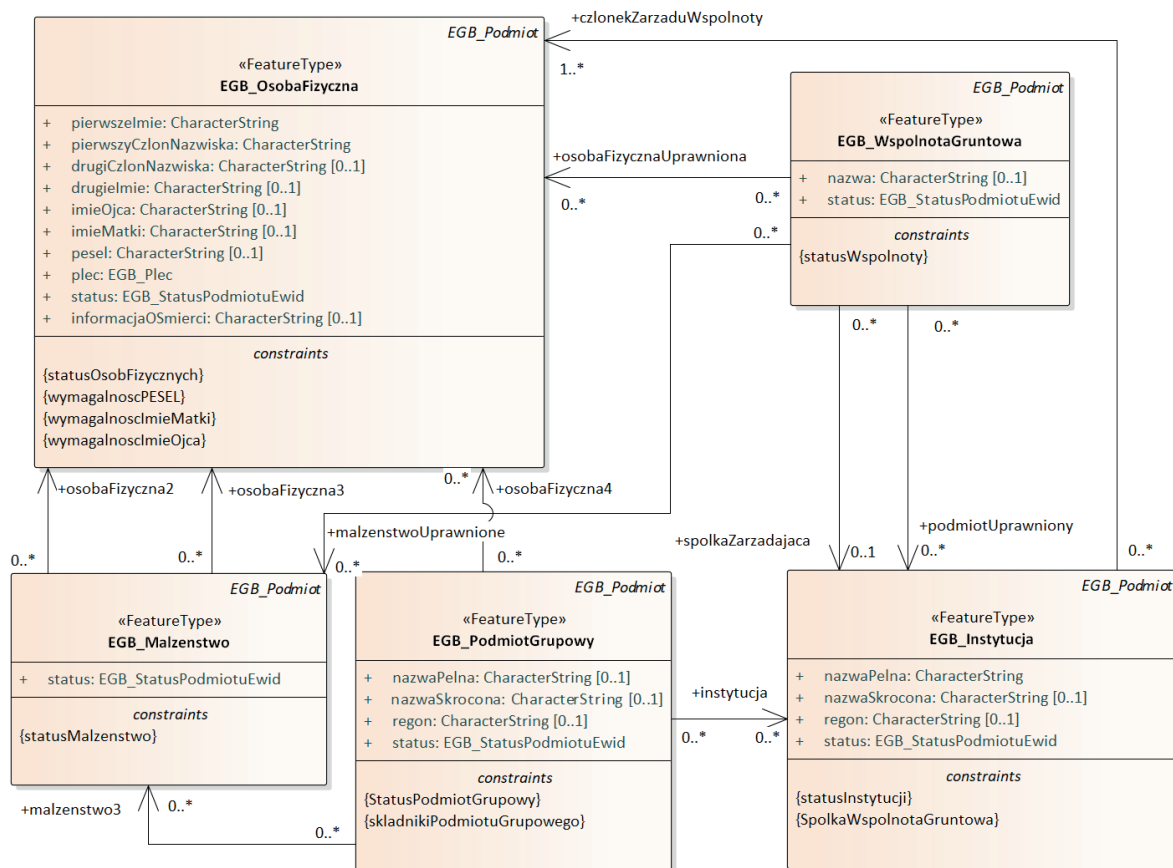 EGB_Podmiot
«FeatureType»
EGB_OsobaFizyczna
+ pierwszeImie: CharacterString
+ pierwszyCzlonNazwiska: CharacterString
+ drugiCzlonNazwiska: CharacterString [0..1]
+ drugieImie: CharacterString [0..1]
+ imieOjca: CharacterString [0..1]
+ imieMatki: CharacterString [0..1]
+ pesel: CharacterString [0..1]
+ plec: EGB_Plec
+ status: EGB_StatusPodmiotuEwid
+ informacjaOSmierci: CharacterString [0..1]
constraints
{statusOsobFizycznych}
{wymagalnoscPESEL}
{wymagalnoscImieMatki}
{wymagalnoscImieOjca}
+członekZarzaduWspolnoty
1..*
EGB_Podmiot
«FeatureType»
EGB_WspolnotaGruntowa
+ nazwa: CharacterString [0..1]
+ status: EGB_StatusPodmiotuEwid
constraints
{statusWspolnoty}
+osobaFizycznaUprawniona
0..*
0..*
0..*
0..*
0..*
+osobaFizyczna2
+osobaFizyczna3
0..*
+osobaFizyczna4
+malzenstwoUprawnione
+spolkaZarzadajaca
+podmiotUprawniony
0..*
0..*
0..*
0..*
0..1
0..*
0..*
EGB_Podmiot
«FeatureType»
EGB_Malzenstwo
+ status: EGB_StatusPodmiotuEwid
constraints
{statusMalzenstwo}
EGB_Podmiot
«FeatureType»
EGB_PodmiotGrupowy
+ nazwaPelna: CharacterString [0..1]
+ nazwaSkrocona: CharacterString [0..1]
+ regon: CharacterString [0..1]
+ status: EGB_StatusPodmiotuEwid
constraints
{StatusPodmiotGrupowy}
{skladnikiPodmiotuGrupowego}
+instytucja
0..*
0..*
EGB_Podmiot
«FeatureType»
EGB_Instytucja
+ nazwaPelna: CharacterString
+ nazwaSkrocona: CharacterString [0..1]
+ regon: CharacterString [0..1]
+ status: EGB_StatusPodmiotuEwid
constraints
{statusInstytucji}
{SpolkaWspolnotaGruntowa}
+malzenstwo3
0..*
0..*